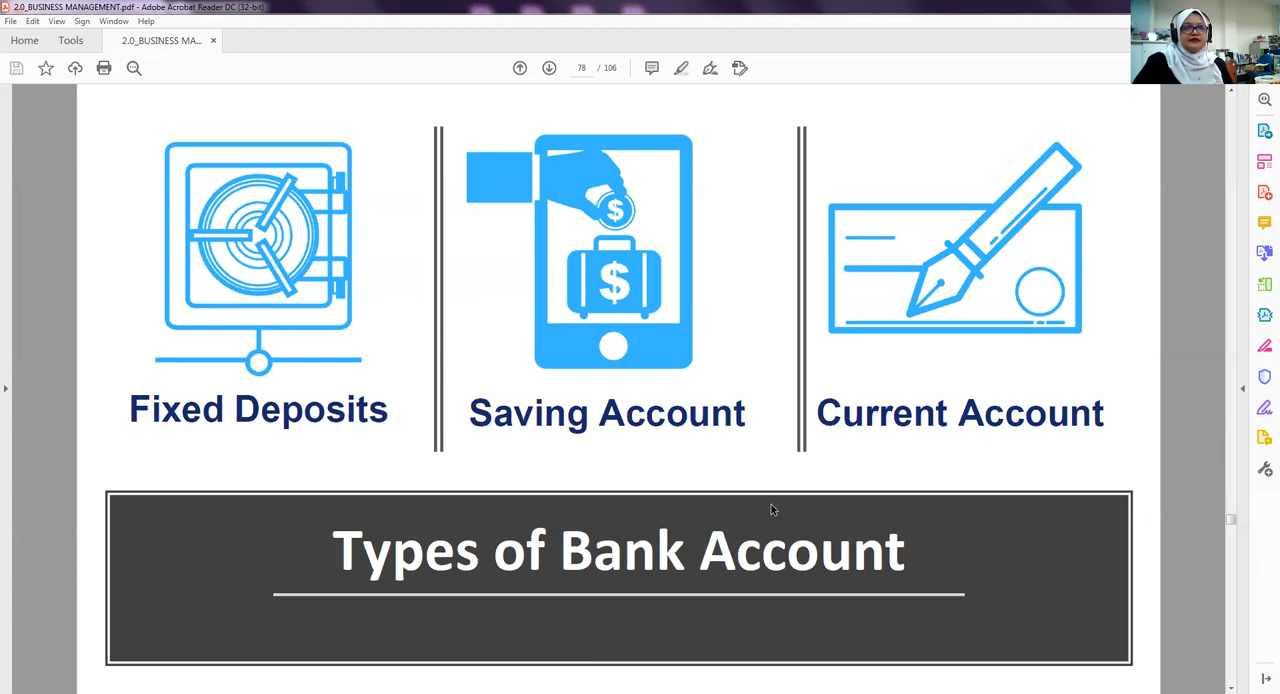 2.0_BUSINESS MANAGEMENT.pdf - Adobe Acrobat Reader DC (32-bit)
File Edit View Sign Window Help
Home Tools 2.0_BUSINESS MA... ×
78 / 106
$
$
Fixed Deposits
Saving Account
Current Account
Types of Bank Account